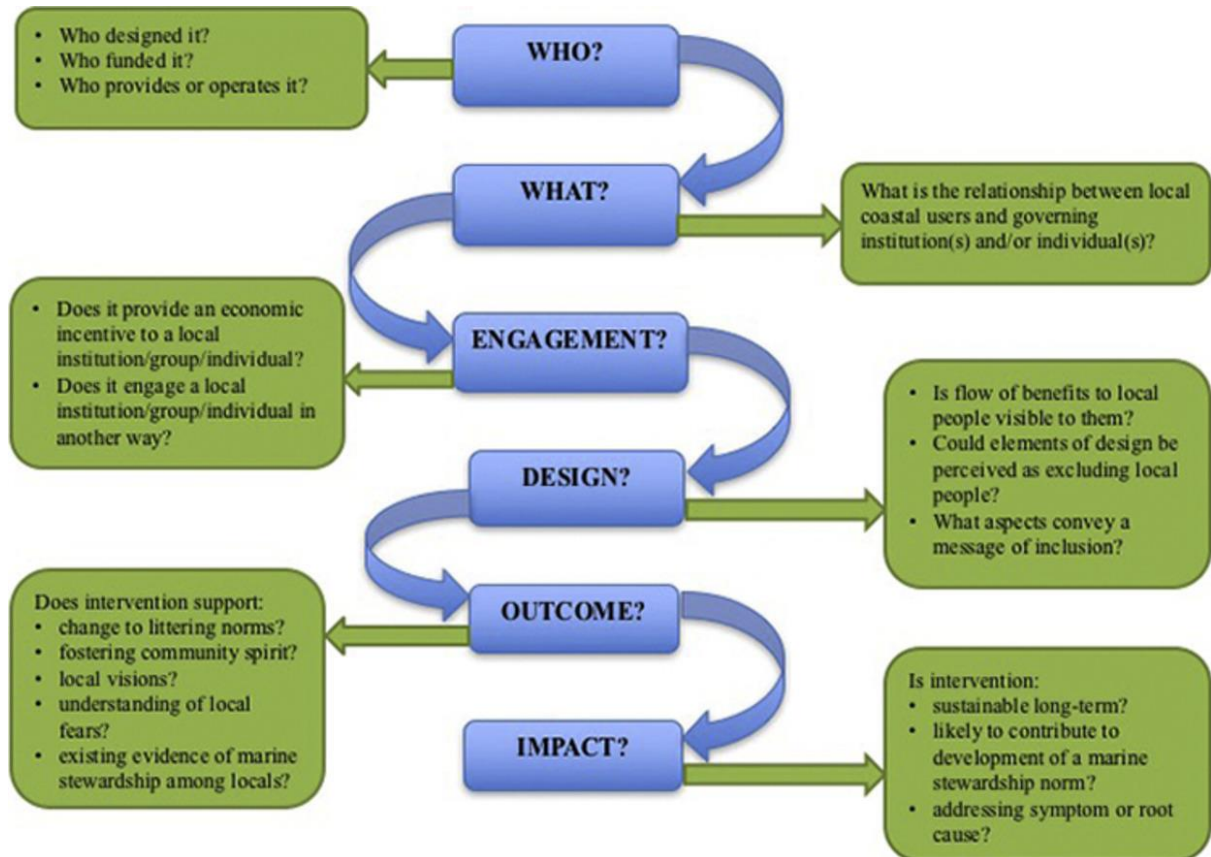 • Who designed it?
• Who funded it?
• Who provides or operates it?
WHO?
WHAT?
What is the relationship between local
coastal users and governing
institution(s) and/or individual(s)?
• Does it provide an economic
incentive to a local
institution/group/individual?
• Does it engage a local
institution/group/individual in
another way?
ENGAGEMENT?
DESIGN?
• Is flow of benefits to local
people visible to them?
• Could elements of design be
perceived as excluding local
people?
• What aspects convey a
message of inclusion?
Does intervention support:
• change to littering norms?
• fostering community spirit?
• local visions?
• understanding of local
fears?
• existing evidence of marine
stewardship among locals?
OUTCOME?
IMPACT?
Is intervention:
• sustainable long-term?
• likely to contribute to
development of a marine
stewardship norm?
• addressing symptom or root
cause?